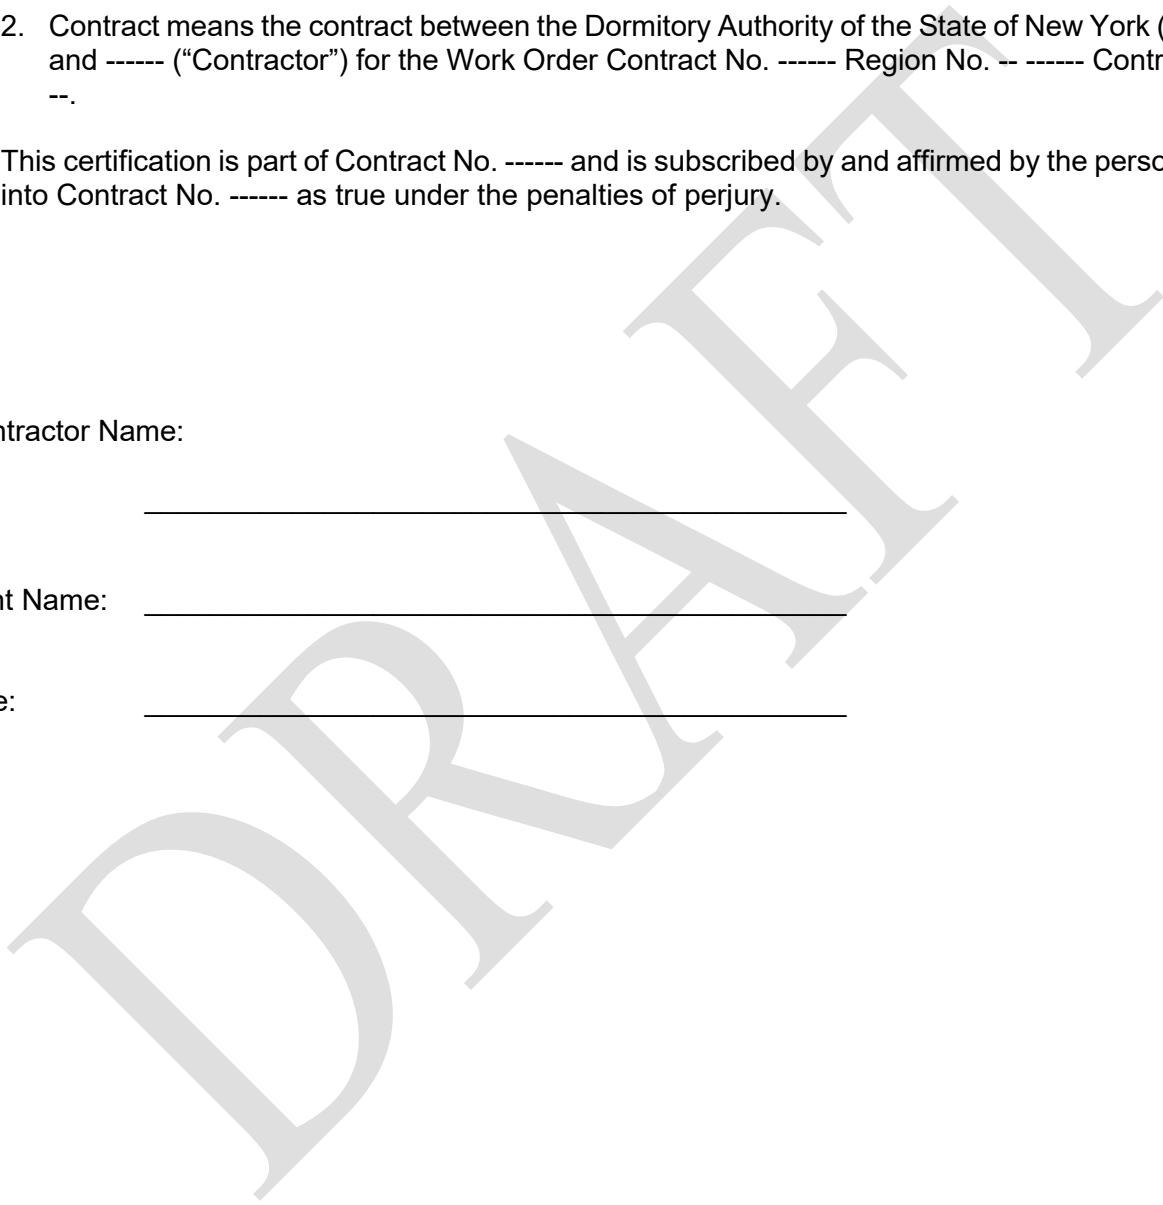 2. Contract means the contract between the Dormitory Authority of the State of New York (
and ------ (“Contractor”) for the Work Order Contract No. ------ Region No. -- ------ Contr
--.
This certification is part of Contract No. ------ and is subscribed by and affirmed by the perso
into Contract No. ------ as true under the penalties of perjury.
ntractor Name:
nt Name:
e:
DRAFT